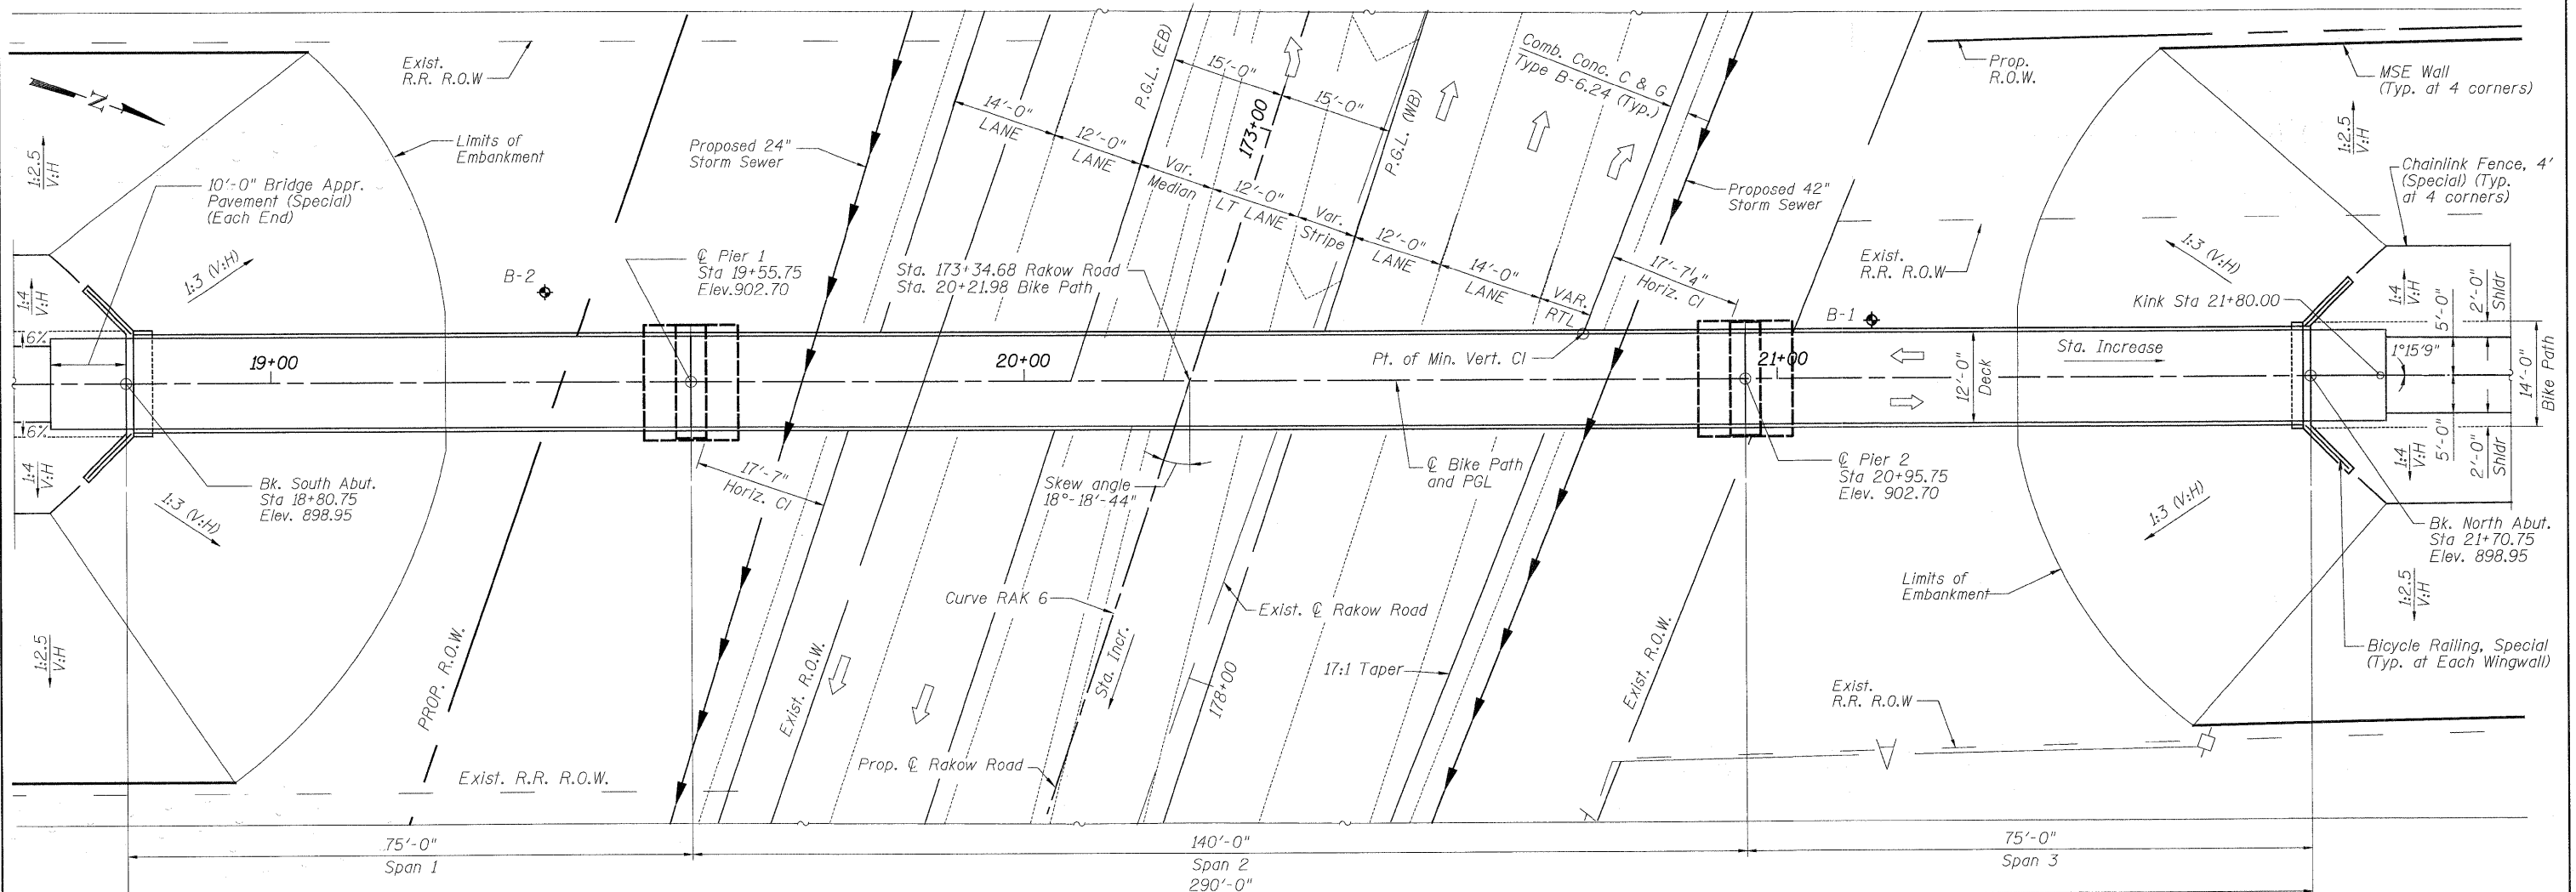 Exist.
R.R. R.O.W
N
Limits of
Embankment
1:2.5
V:H
10'-0" Bridge Appr.
Pavement (Special)
(Each End)
1:3 (V:H)
1:4
V:H
6%
19+00
B-2
Proposed 24"
Storm Sewer
℄ Pier 1
Sta 19+55.75
Elev.902.70
14'-0"
LANE
12'-0"
LANE
P.G.L. (EB)
15'-0"
15'-0"
173+00
Var.
Median
12'-0"
LT LANE
Var.
Stripe
P.G.L. (WB)
12'-0"
LANE
14'-0"
LANE
VAR.
RTL
Comb. Conc. C & G
Type B-6.24 (Typ.)
Proposed 42"
Storm Sewer
17'-7¼"
Horiz. Cl
Sta. 173+34.68 Rakow Road
Sta. 20+21.98 Bike Path
20+00
Pt. of Min. Vert. Cl
Prop.
R.O.W.
MSE Wall
(Typ. at 4 corners)
1:2.5
V:H
Chainlink Fence, 4'
(Special) (Typ.
at 4 corners)
Exist.
R.R. R.O.W
1:3 (V:H)
1:4
V:H
2'-0"
Shldr
5'-0"
Kink Sta 21+80.00
B-1
21+00
12'-0"
Deck
Sta. Increase
1°15'9"
14'-0"
Bike Path
5'-0"
2'-0"
Shldr
1:4
V:H
6%
1:4
V:H
Bk. South Abut.
Sta 18+80.75
Elev. 898.95
1:3 (V:H)
1:2.5
V:H
17'-7"
Horiz. Cl
Skew angle
18°-18'-44"
℄ Bike Path
and PGL
℄ Pier 2
Sta 20+95.75
Elev. 902.70
1:3 (V:H)
Bk. North Abut.
Sta 21+70.75
Elev. 898.95
1:2.5
V:H
Limits of
Embankment
Bicycle Railing, Special
(Typ. at Each Wingwall)
Curve RAK 6
Exist. ℄ Rakow Road
PROP. R.O.W.
Exist. R.O.W.
Sta. Incr.
178+00
17:1 Taper
Exist. R.O.W.
Exist.
R.R. R.O.W
Prop. ℄ Rakow Road
Exist. R.R. R.O.W.
75'-0"
Span 1
140'-0"
Span 2
75'-0"
Span 3
290'-0"